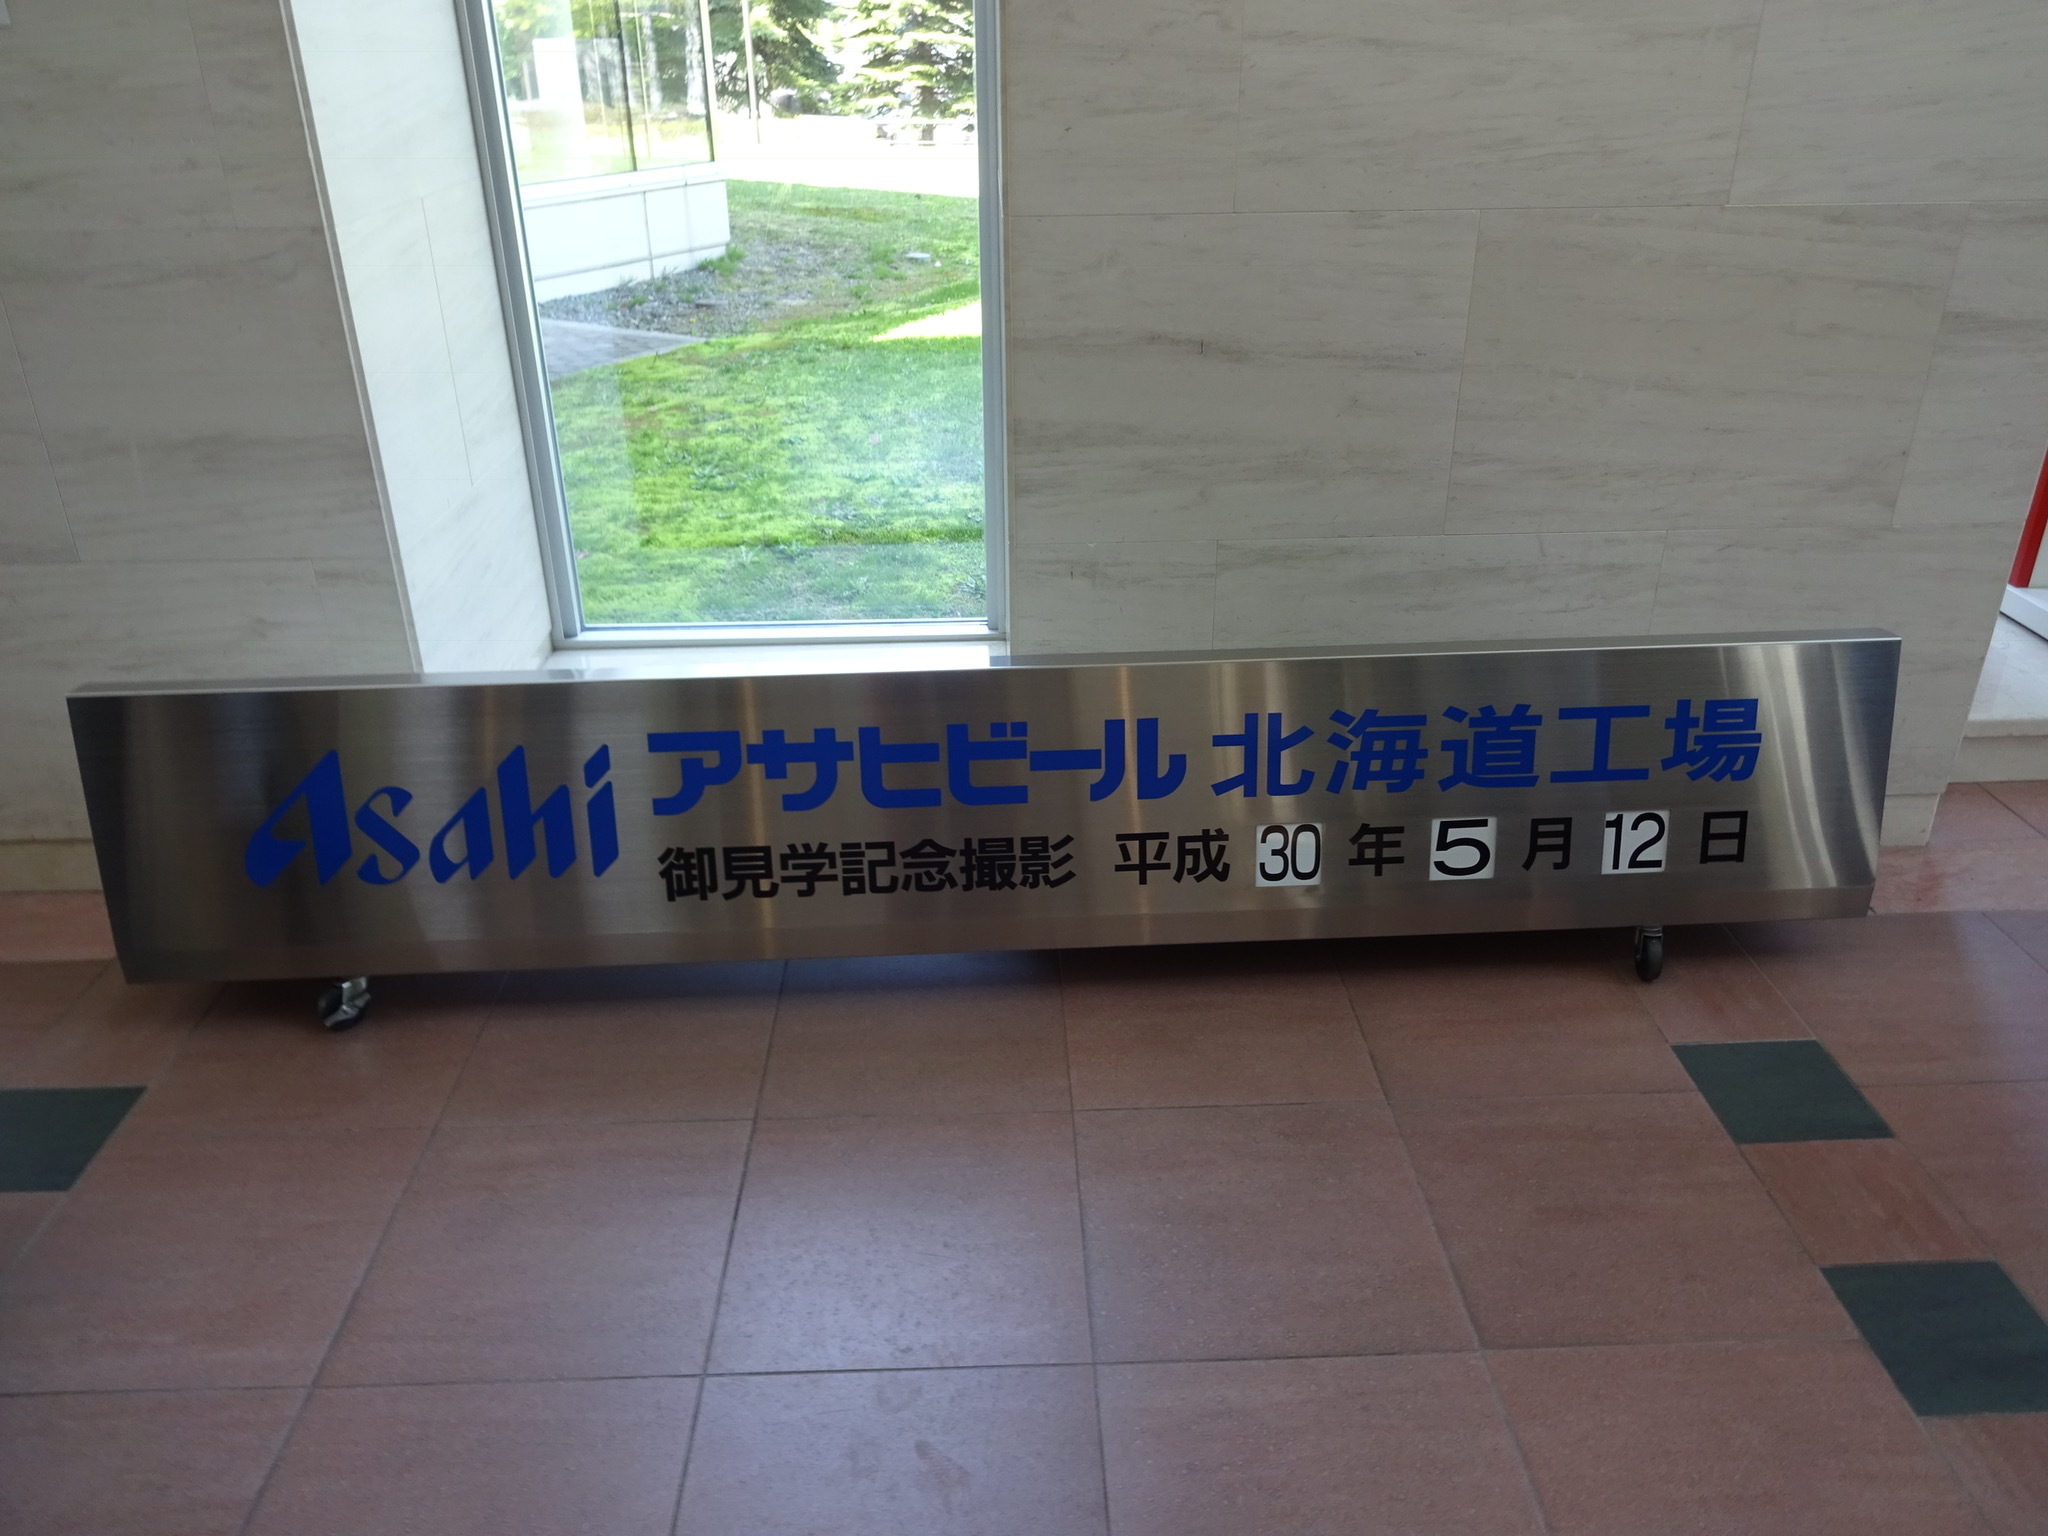 Asahi アサヒビール 北海道工場
御見学記念撮影 平成 30 年 5 月 12 日